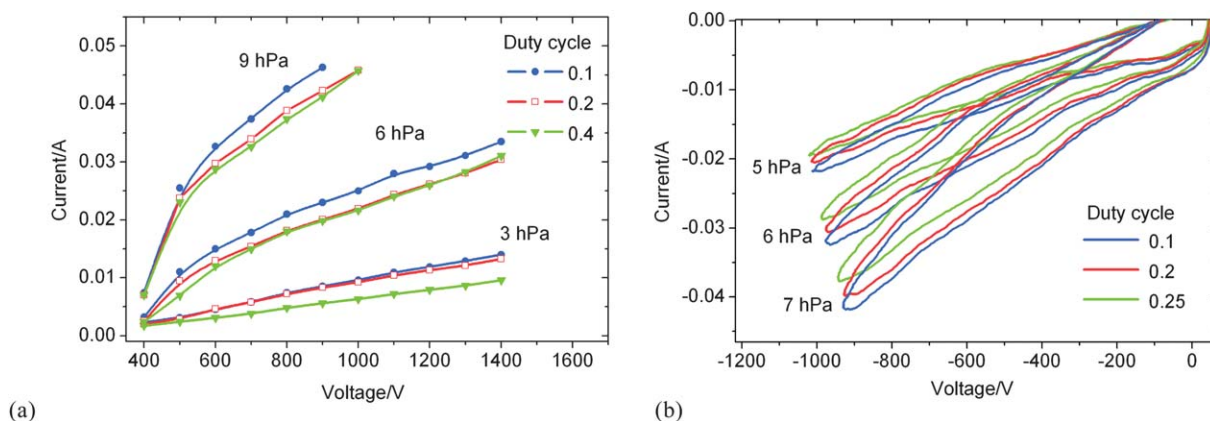 0.05
0.04
0.03
0.02
0.01
0.00
Current/A
9 hPa
6 hPa
3 hPa
Duty cycle
0.1
0.2
0.4
400 600 800 1000 1200 1400 1600
Voltage/V
(a)
0.00
-0.01
-0.02
-0.03
-0.04
Current/A
5 hPa
6 hPa
7 hPa
Duty cycle
0.1
0.2
0.25
-1200 -1000 -800 -600 -400 -200 0
Voltage/V
(b)